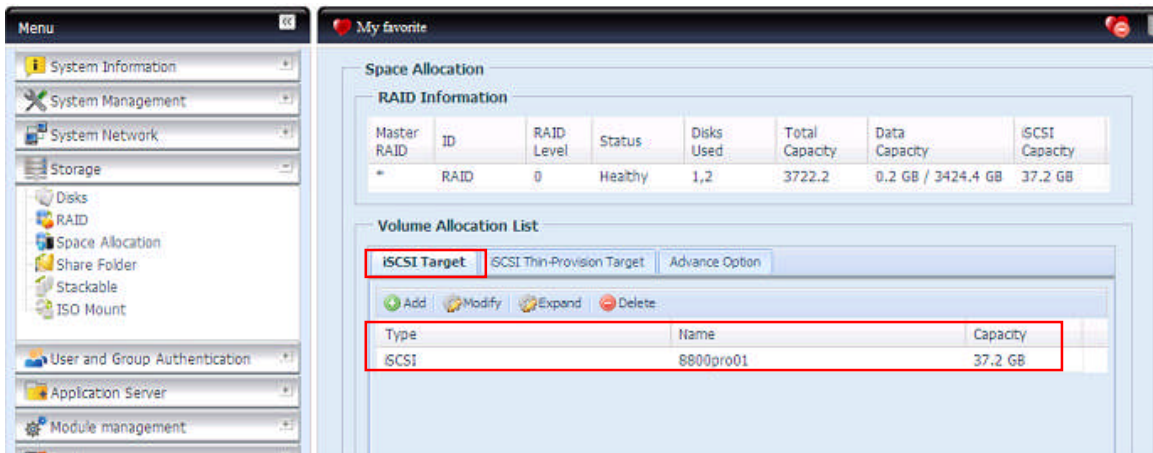 Menu
My favorite
System Information
System Management
System Network
Storage
Disks
RAID
Space Allocation
Share Folder
Stackable
ISO Mount
User and Group Authentication
Application Server
Module management
Space Allocation
RAID Information
Master RAID ID RAID Level Status Disks Used Total Capacity Data Capacity iSCSI Capacity
* RAID 0 Healthy 1,2 3722.2 0.2 GB / 3424.4 GB 37.2 GB
Volume Allocation List
iSCSI Target iSCSI Thin-Provision Target Advance Option
Add Modify Expand Delete
Type Name Capacity
iSCSI 8800pro01 37.2 GB